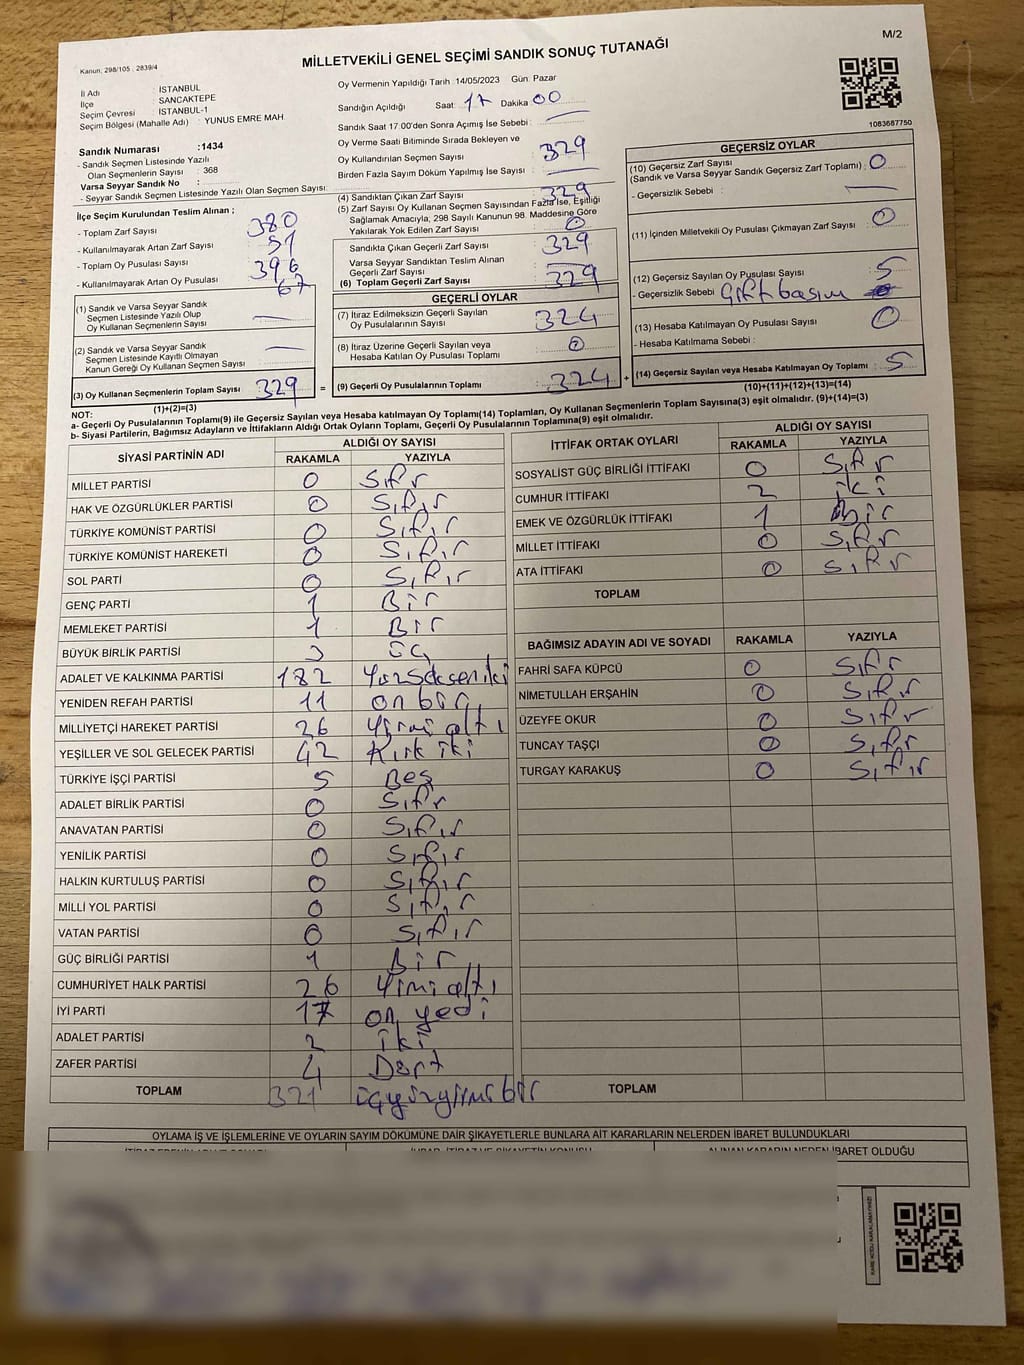 M/2
MİLLETVEKİLİ GENEL SEÇİMİ SANDIK SONUÇ TUTANAĞI
Kanun, 298/105 , 2839/4
İl Adı : İSTANBUL
İlçe : SANCAKTEPE
Seçim Çevresi : İSTANBUL-1
Seçim Bölgesi (Mahalle Adı) : YUNUS EMRE MAH
Sandık Numarası :1434
- Sandık Seçmen Listesinde Yazılı
Olan Seçmenlerin Sayısı : 368
Varsa Seyyar Sandık No :
- Seyyar Sandık Seçmen Listesinde Yazılı Olan Seçmen Sayısı:
İlçe Seçim Kurulundan Teslim Alınan ;
- Toplam Zarf Sayısı : 380
- Kullanılmayarak Artan Zarf Sayısı : 51
- Toplam Oy Pusulası Sayısı : 396
- Kullanılmayarak Artan Oy Pusulası : 67
(1) Sandık ve Varsa Seyyar Sandık
Seçmen Listesinde Yazılı Olup
Oy Kullanan Seçmenlerin Sayısı
(2) Sandık ve Varsa Seyyar Sandık
Seçmen Listesinde Kayıtlı Olmayan
Kanun Gereği Oy Kullanan Seçmen Sayısı
(3) Oy Kullanan Seçmenlerin Toplam Sayısı : 329 =
(1)+(2)=(3)
Oy Vermenin Yapıldığı Tarih 14/05/2023 Gün: Pazar
Sandığın Açıldığı Saat: 17 Dakika 00
Sandık Saat 17:00'den Sonra Açımış İse Sebebi :
Oy Verme Saati Bitiminde Sırada Bekleyen ve
Oy Kullandırılan Seçmen Sayısı : 329
Birden Fazla Sayım Döküm Yapılmış İse Sayısı :
(4) Sandıktan Çıkan Zarf Sayısı : 329
(5) Zarf Sayısı Oy Kullanan Seçmen Sayısından Fazla İse, Eşitliği
Sağlamak Amacıyla; 298 Sayılı Kanunun 98. Maddesine Göre
Yakılarak Yok Edilen Zarf Sayısı : 0
Sandıkta Çıkan Geçerli Zarf Sayısı : 329
Varsa Seyyar Sandıktan Teslim Alınan
Geçerli Zarf Sayısı
(6) Toplam Geçerli Zarf Sayısı : 329
GEÇERLİ OYLAR
(7) İtiraz Edilmeksizin Geçerli Sayılan
Oy Pusulalarının Sayısı : 324
(8) İtiraz Üzerine Geçerli Sayılan veya
Hesaba Katılan Oy Pusulası Toplamı : 0
(9) Geçerli Oy Pusulalarının Toplamı : 324 +
1083687750
GEÇERSİZ OYLAR
(10) Geçersiz Zarf Sayısı
(Sandık ve Varsa Seyyar Sandık Geçersiz Zarf Toplamı) : 0
- Geçersizlik Sebebi :
(11) İçinden Milletvekili Oy Pusulası Çıkmayan Zarf Sayısı : 0
(12) Geçersiz Sayılan Oy Pusulası Sayısı : 5
- Geçersizlik Sebebi Çift basım
(13) Hesaba Katılmayan Oy Pusulası Sayısı : 0
- Hesaba Katılmama Sebebi :
(14) Geçersiz Sayılan veya Hesaba Katılmayan Oy Toplamı : 5
(10)+(11)+(12)+(13)=(14)
NOT:
a- Geçerli Oy Pusulalarının Toplamı(9) ile Geçersiz Sayılan veya Hesaba katılmayan Oy Toplamı(14) Toplamları, Oy Kullanan Seçmenlerin Toplam Sayısına(3) eşit olmalıdır. (9)+(14)=(3)
b- Siyasi Partilerin, Bağımsız Adayların ve İttifakların Aldığı Ortak Oyların Toplamı, Geçerli Oy Pusulalarının Toplamına(9) eşit olmalıdır.
SİYASİ PARTİNİN ADI ALDIĞI OY SAYISI
RAKAMLA YAZIYLA
MİLLET PARTİSİ 0 Sıfır
HAK VE ÖZGÜRLÜKLER PARTİSİ 0 Sıfır
TÜRKİYE KOMÜNİST PARTİSİ 0 Sıfır
TÜRKİYE KOMÜNİST HAREKETİ 0 Sıfır
SOL PARTİ 0 Sıfır
GENÇ PARTİ 1 Bir
MEMLEKET PARTİSİ 1 Bir
BÜYÜK BİRLİK PARTİSİ 3 üç
ADALET VE KALKINMA PARTİSİ 182 Yüzseksen iki
YENİDEN REFAH PARTİSİ 11 on bir
MİLLİYETÇİ HAREKET PARTİSİ 26 Yirmi altı
YEŞİLLER VE SOL GELECEK PARTİSİ 42 Kırk iki
TÜRKİYE İŞÇİ PARTİSİ 5 Beş
ADALET BİRLİK PARTİSİ 0 Sıfır
ANAVATAN PARTİSİ 0 Sıfır
YENİLİK PARTİSİ 0 Sıfır
HALKIN KURTULUŞ PARTİSİ 0 Sıfır
MİLLİ YOL PARTİSİ 0 Sıfır
VATAN PARTİSİ 0 Sıfır
GÜÇ BİRLİĞİ PARTİSİ 1 Bir
CUMHURİYET HALK PARTİSİ 26 Yimi altı
İYİ PARTİ 17 on yedi
ADALET PARTİSİ 2 iki
ZAFER PARTİSİ 4 Dört
TOPLAM 321 üçyüzyirmi bir
İTTİFAK ORTAK OYLARI ALDIĞI OY SAYISI
RAKAMLA YAZIYLA
SOSYALİST GÜÇ BİRLİĞİ İTTİFAKI 0 Sıfır
CUMHUR İTTİFAKI 2 iki
EMEK VE ÖZGÜRLÜK İTTİFAKI 1 Bir
MİLLET İTTİFAKI 0 Sıfır
ATA İTTİFAKI 0 Sıfır
TOPLAM
BAĞIMSIZ ADAYIN ADI VE SOYADI RAKAMLA YAZIYLA
FAHRİ SAFA KÜPCÜ 0 Sıfır
NİMETULLAH ERŞAHİN 0 Sıfır
ÜZEYFE OKUR 0 Sıfır
TUNCAY TAŞÇI 0 Sıfır
TURGAY KARAKUŞ 0 Sıfır
TOPLAM
OYLAMA İŞ VE İŞLEMLERİNE VE OYLARIN SAYIM DÖKÜMÜNE DAİR ŞİKAYETLERLE BUNLARA AİT KARARLARIN NELERDEN İBARET BULUNDUKLARI
ALINAN KARARIN NEDEN İBARET OLDUĞU